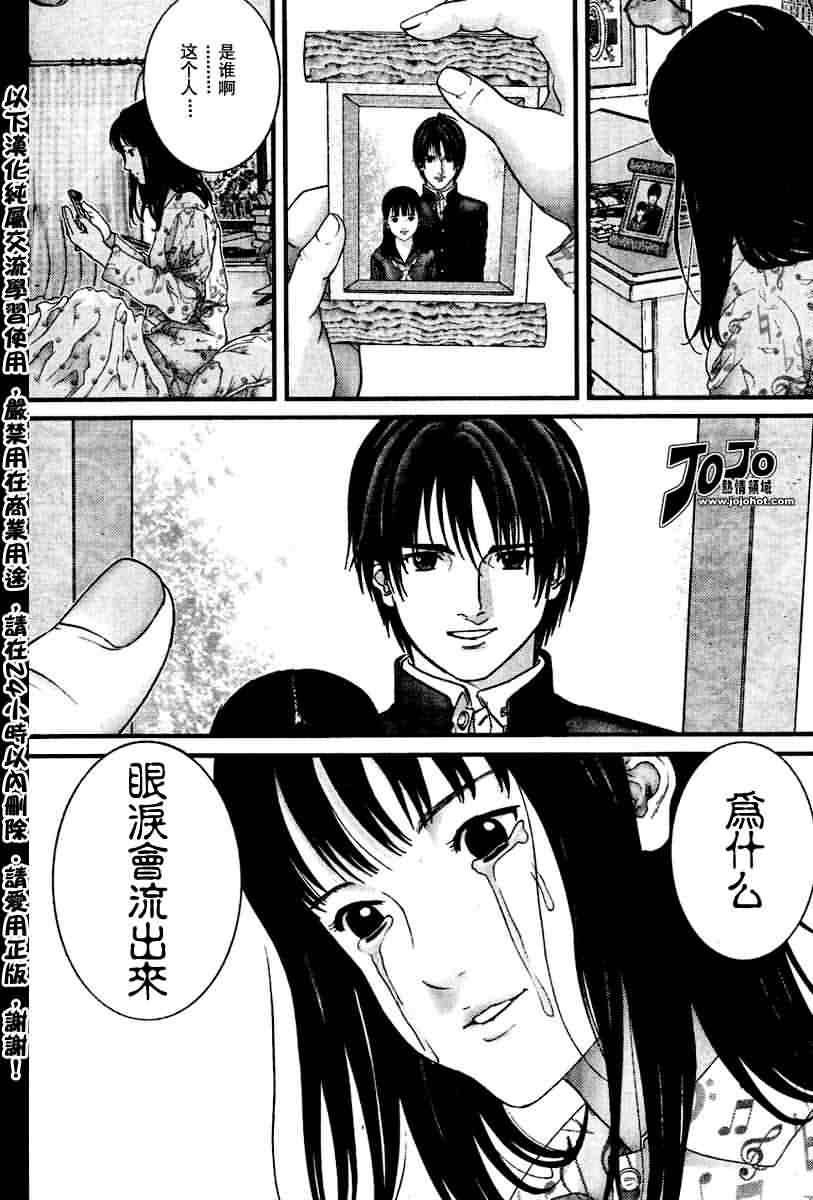 是谁啊
…………
这个人…
為什么
眼淚會流出來
JOJO
熱情領域
www.jojohot.com
以下漢化純屬交流學習使用，嚴禁用在商業用途，請在24小時以內刪除．請愛用正版，謝謝！